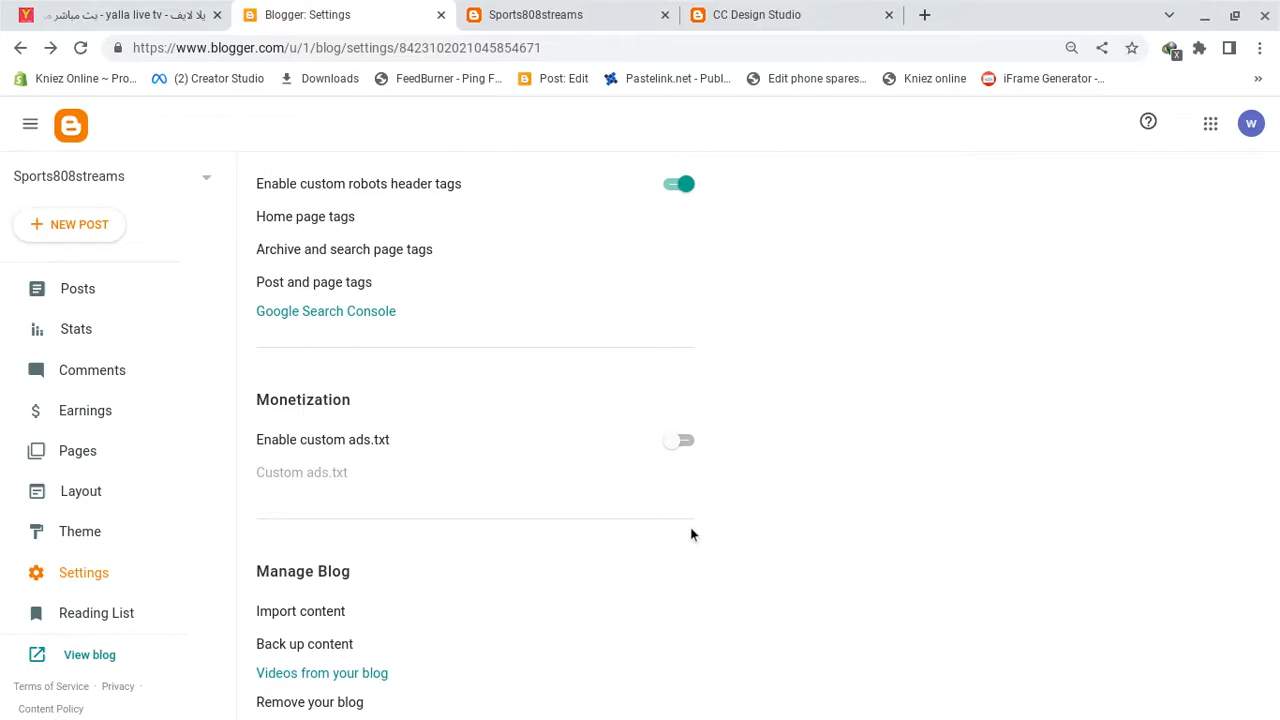 يلا لايف - yalla live tv - بث مباشر م
Blogger: Settings
Sports808streams
CC Design Studio
https://www.blogger.com/u/1/blog/settings/8423102021045854671
Kniez Online ~ Pro...
(2) Creator Studio
Downloads
FeedBurner - Ping F...
Post: Edit
Pastelink.net - Publ...
Edit phone spares...
Kniez online
iFrame Generator -...
»
W
Sports808streams
+ NEW POST
Posts
Stats
Comments
Earnings
Pages
Layout
Theme
Settings
Reading List
View blog
Terms of Service · Privacy ·
Content Policy
Enable custom robots header tags
Home page tags
Archive and search page tags
Post and page tags
Google Search Console
Monetization
Enable custom ads.txt
Custom ads.txt
Manage Blog
Import content
Back up content
Videos from your blog
Remove your blog